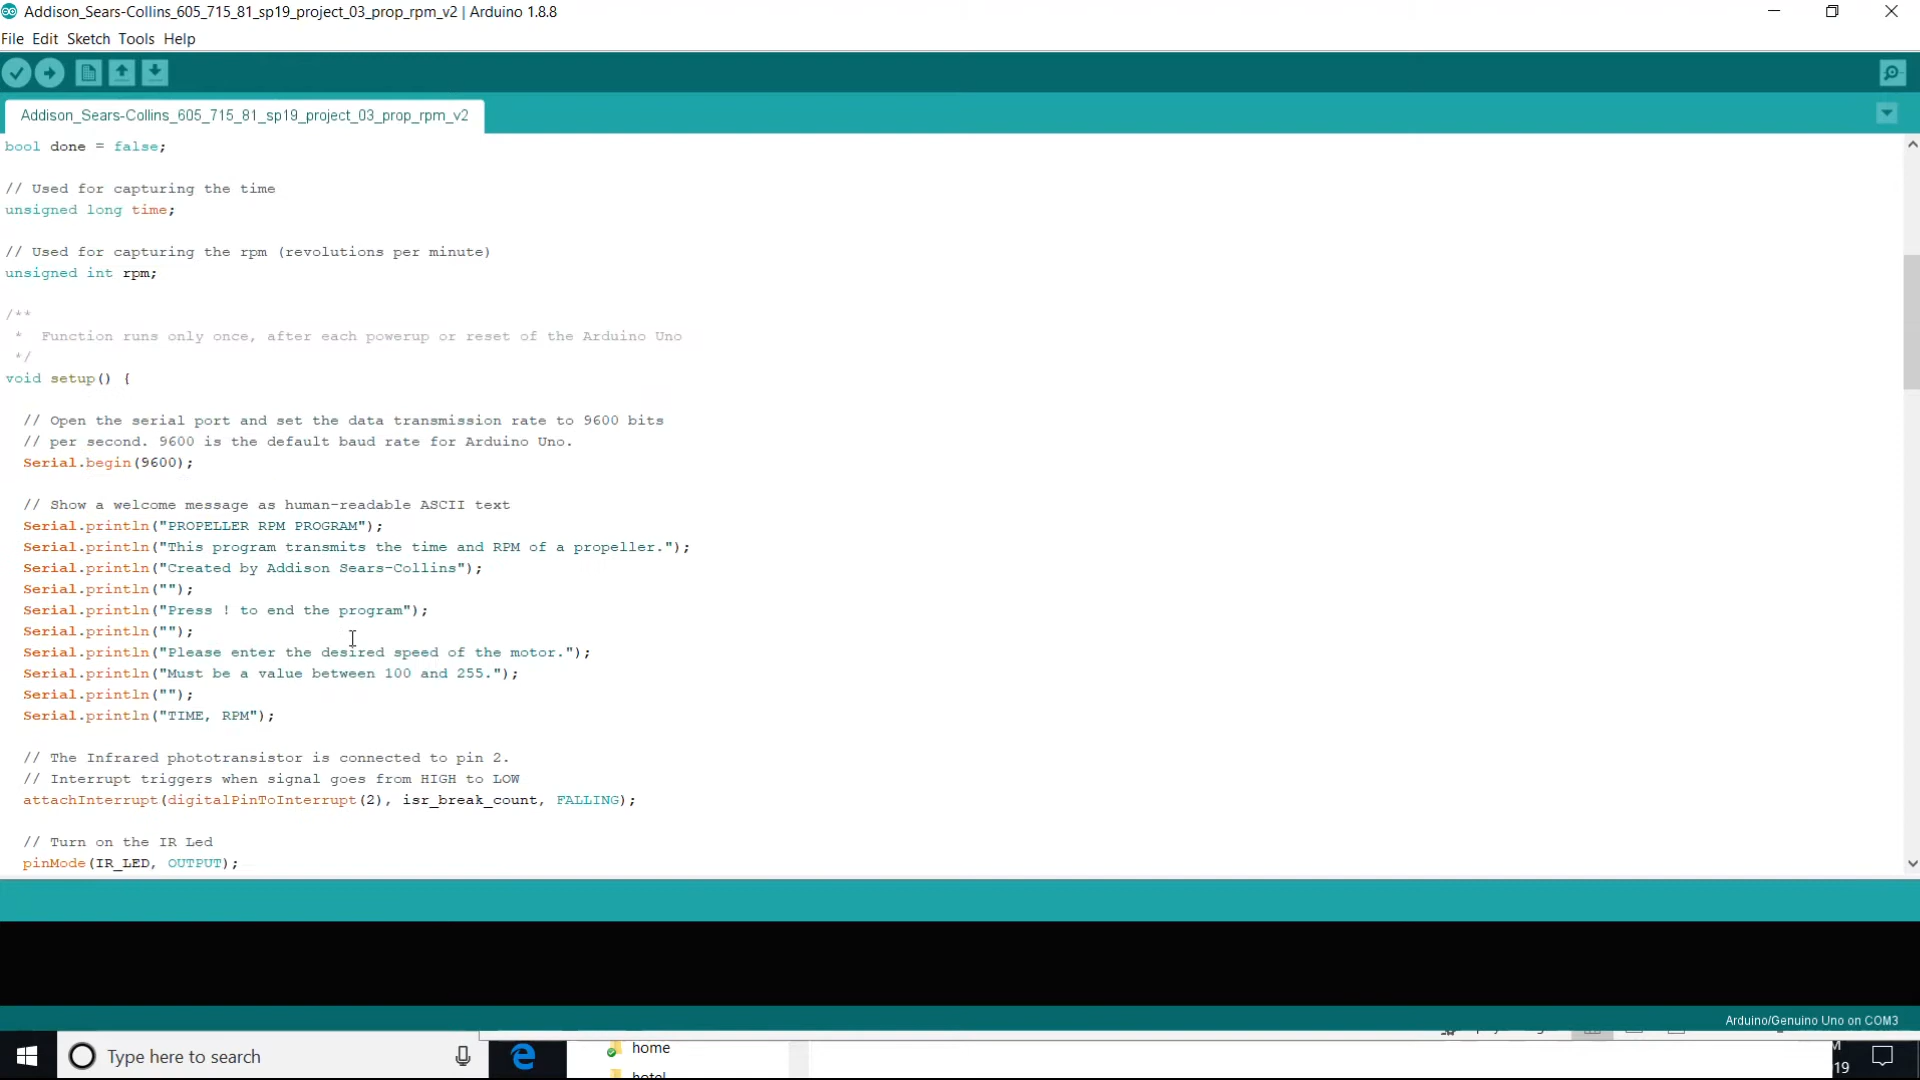 Addison_Sears-Collins_605_715_81_sp19_project_03_prop_rpm_v2 | Arduino 1.8.8
File Edit Sketch Tools Help
Addison_Sears-Collins_605_715_81_sp19_project_03_prop_rpm_v2
bool done = false;
// Used for capturing the time
unsigned long time;
// Used for capturing the rpm (revolutions per minute)
unsigned int rpm;
/**
*  Function runs only once, after each powerup or reset of the Arduino Uno
*/
void setup() {
// Open the serial port and set the data transmission rate to 9600 bits
// per second. 9600 is the default baud rate for Arduino Uno.
Serial.begin(9600);
// Show a welcome message as human-readable ASCII text
Serial.println("PROPELLER RPM PROGRAM");
Serial.println("This program transmits the time and RPM of a propeller.");
Serial.println("Created by Addison Sears-Collins");
Serial.println("");
Serial.println("Press ! to end the program");
Serial.println("");
Serial.println("Please enter the desired speed of the motor.");
Serial.println("Must be a value between 100 and 255.");
Serial.println("");
Serial.println("TIME, RPM");
// The Infrared phototransistor is connected to pin 2.
// Interrupt triggers when signal goes from HIGH to LOW
attachInterrupt(digitalPinToInterrupt(2), isr_break_count, FALLING);
// Turn on the IR Led
pinMode(IR_LED, OUTPUT);
Arduino/Genuino Uno on COM3
Type here to search
home
hotel
19